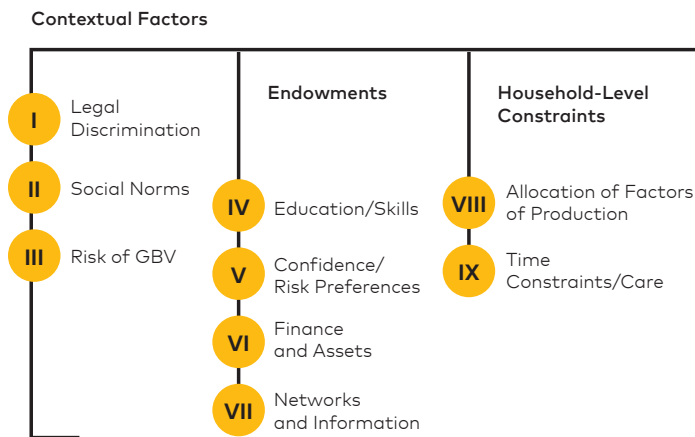 Contextual Factors
I
Legal
Discrimination
II
Social Norms
III
Risk of GBV
Endowments
IV
Education/Skills
V
Confidence/
Risk Preferences
VI
Finance
and Assets
VII
Networks
and Information
Household-Level
Constraints
VIII
Allocation of Factors
of Production
IX
Time
Constraints/Care